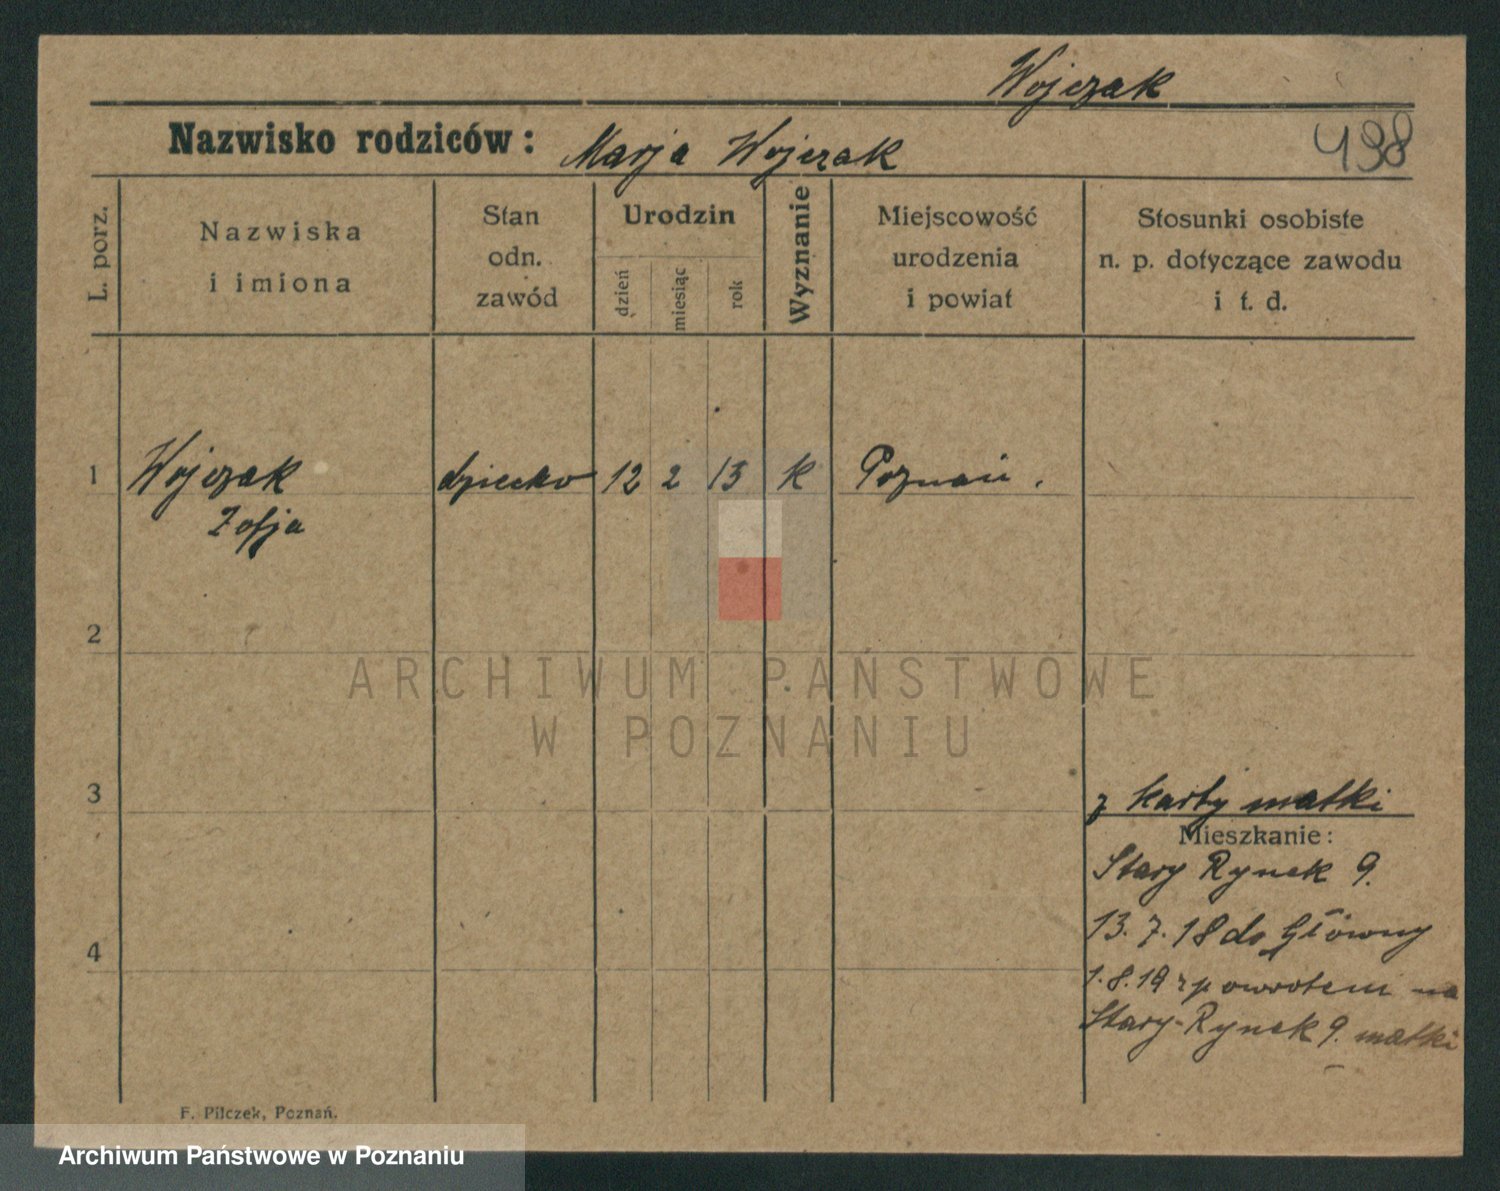 Wojczak
Nazwisko rodziców: Marja Wojczak
498
L. porz.
Nazwiska
i imiona
Stan
odn.
zawód
Urodzin
dzień
miesiąc
rok
Wyznanie
Miejscowość
urodzenia
i powiat
Stosunki osobiste
n. p. dotyczące zawodu
i t. d.
1 Wojczak dziecko 12 2 13 k Poznań.
Zofja
2
ARCHIWUM PAŃSTWOWE
W POZNANIU
3
z karty matki
Mieszkanie:
Stary Rynek 9.
13. 7. 18 do Główny
4
1. 8. 19 z powrotem na
Stary-Rynek 9. matki
F. Pilczek, Poznań.
Archiwum Państwowe w Poznaniu